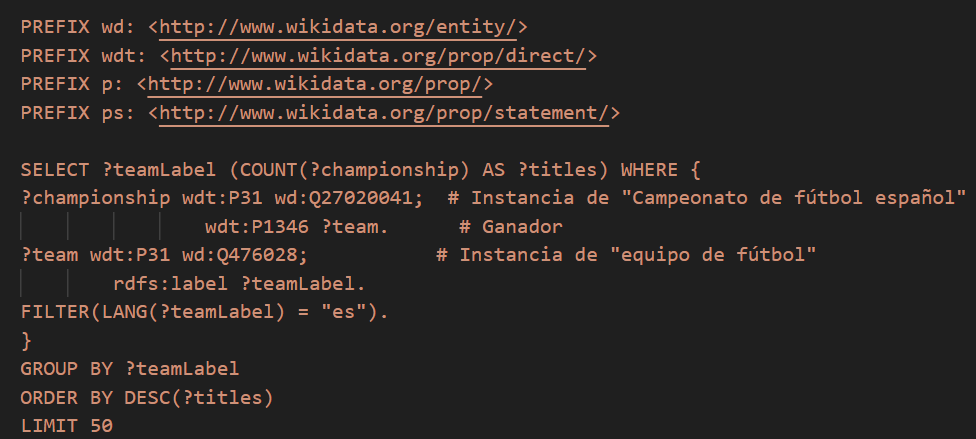 PREFIX wd: <http://www.wikidata.org/entity/>
PREFIX wdt: <http://www.wikidata.org/prop/direct/>
PREFIX p: <http://www.wikidata.org/prop/>
PREFIX ps: <http://www.wikidata.org/prop/statement/>

SELECT ?teamLabel (COUNT(?championship) AS ?titles) WHERE {
?championship wdt:P31 wd:Q27020041;  # Instancia de "Campeonato de fútbol español"
                wdt:P1346 ?team.      # Ganador
?team wdt:P31 wd:Q476028;           # Instancia de "equipo de fútbol"
        rdfs:label ?teamLabel.
FILTER(LANG(?teamLabel) = "es").
}
GROUP BY ?teamLabel
ORDER BY DESC(?titles)
LIMIT 50